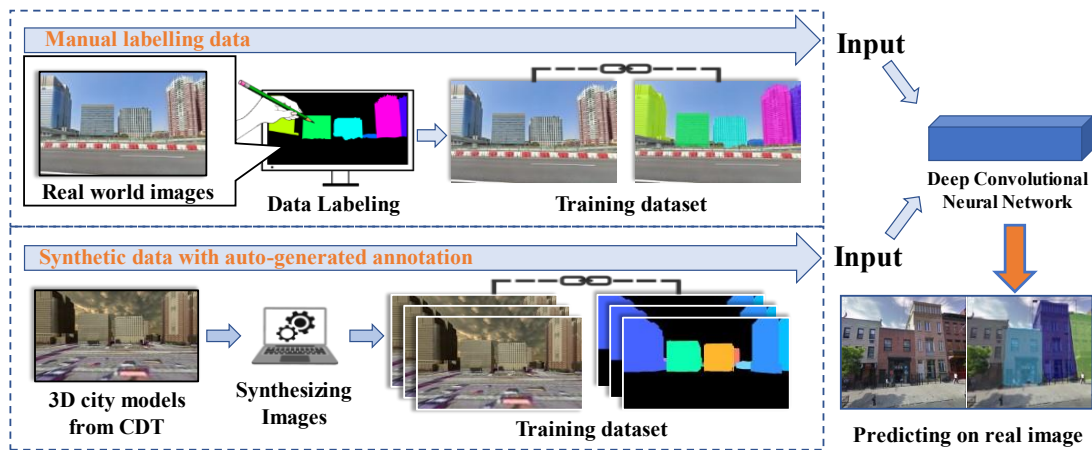 Manual labelling data
Real world images
Data Labeling
Training dataset
Input
Deep Convolutional
Neural Network
Synthetic data with auto-generated annotation
3D city models
from CDT
Synthesizing
Images
Training dataset
Input
Predicting on real image